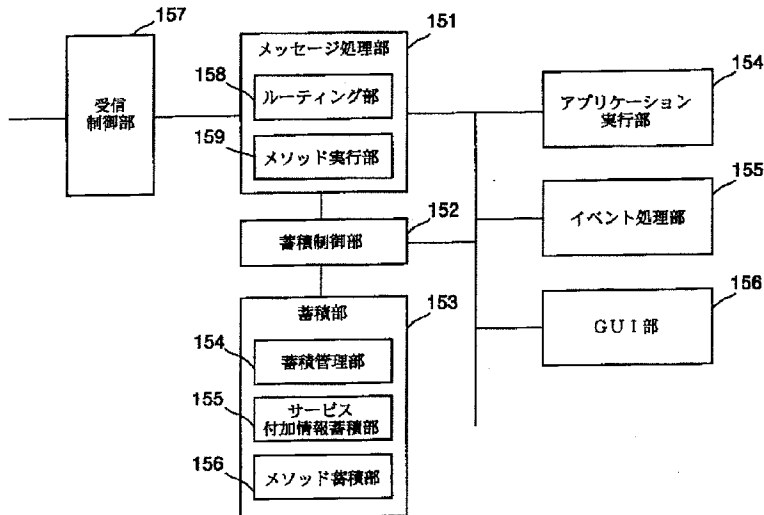 157
受信
制御部
151
メッセージ処理部
158
ルーティング部
159
メソッド実行部
152
蓄積制御部
153
蓄積部
154
蓄積管理部
155
サービス
付加情報蓄積部
156
メソッド蓄積部
154
アプリケーション
実行部
155
イベント処理部
156
GUI部